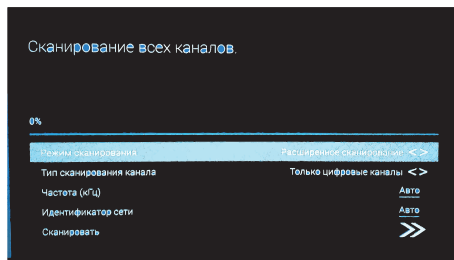 Сканирование всех каналов.
0%
Режим сканирования Расширенное сканирование <>
Тип сканирования канала Только цифровые каналы <>
Частота (кГц) Авто
Идентификатор сети Авто
Сканировать >>